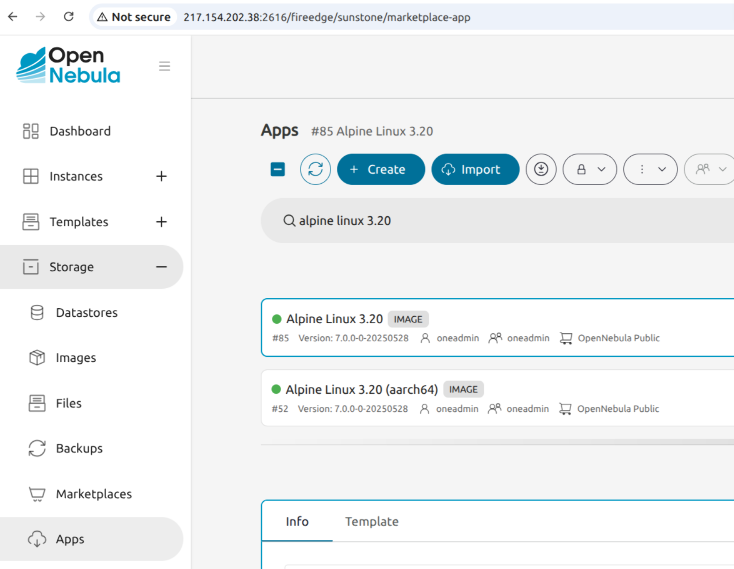 Not secure 217.154.202.38:2616/fireedge/sunstone/marketplace-app
Open
Nebula
Dashboard
Instances
Templates
Storage
Datastores
Images
Files
Backups
Marketplaces
Apps
Apps #85 Alpine Linux 3.20
+ Create
Import
alpine linux 3.20
Alpine Linux 3.20 IMAGE
#85 Version: 7.0.0-0-20250528 oneadmin oneadmin OpenNebula Public
Alpine Linux 3.20 (aarch64) IMAGE
#52 Version: 7.0.0-0-20250528 oneadmin oneadmin OpenNebula Public
Info Template